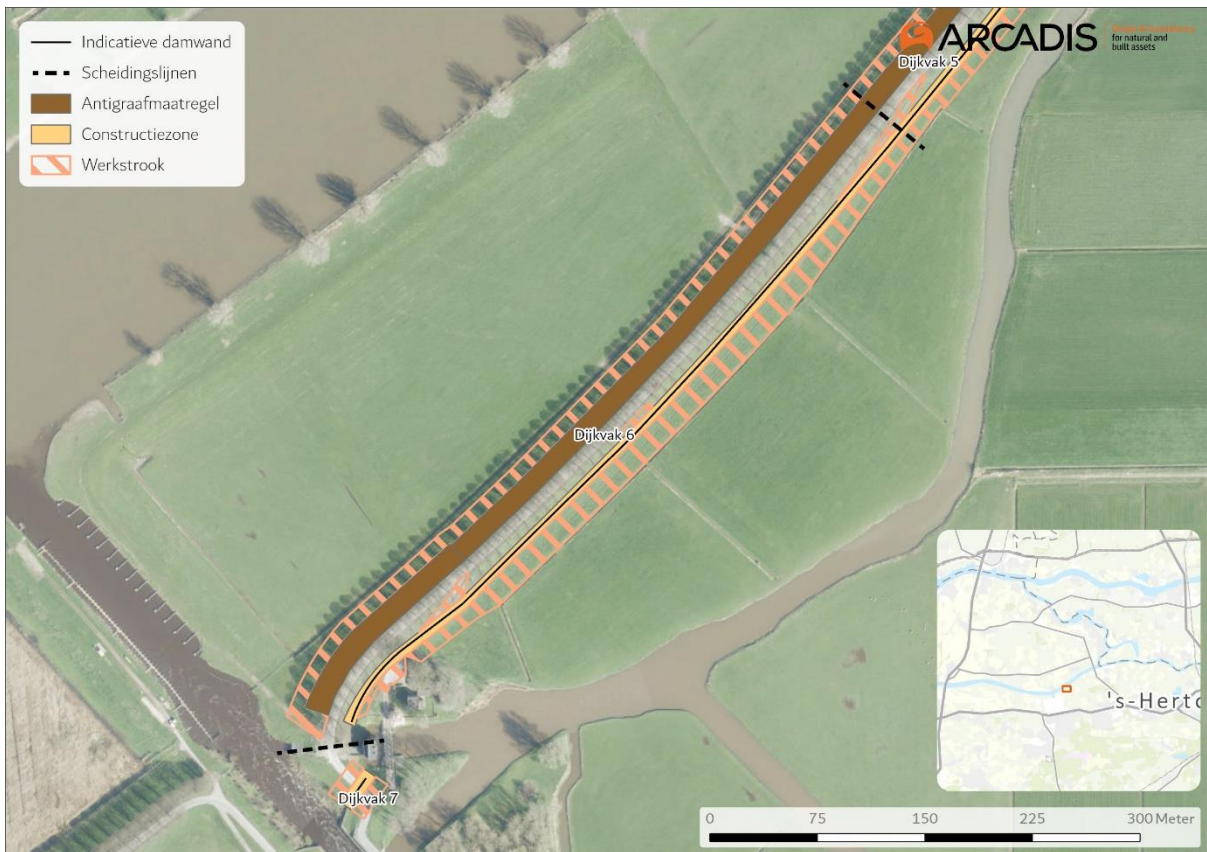 Indicatieve damwand
Scheidingslijnen
Antigraafmaatregel
Constructiezone
Werkstrook
ARCADIS
for natural and
built assets
Dijkvak 5
Dijkvak 6
Dijkvak 7
's-Herto
0 75 150 225 300 Meter